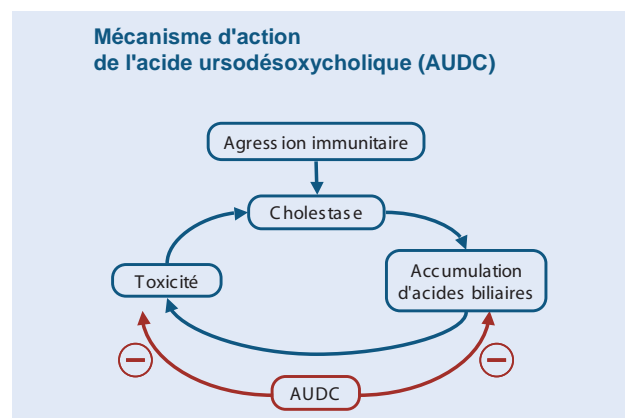 Mécanisme d'action
de l'acide ursodésoxycholique (AUDC)
Agression immunitaire
Cholestase
Toxicité
Accumulation
d'acides biliaires
AUDC